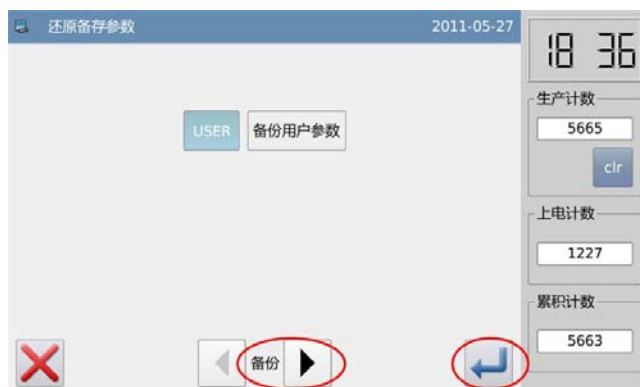 还原备存参数 2011-05-27
18 36
USER 备份用户参数
生产计数
5665
clr
上电计数
1227
累积计数
5663
备份